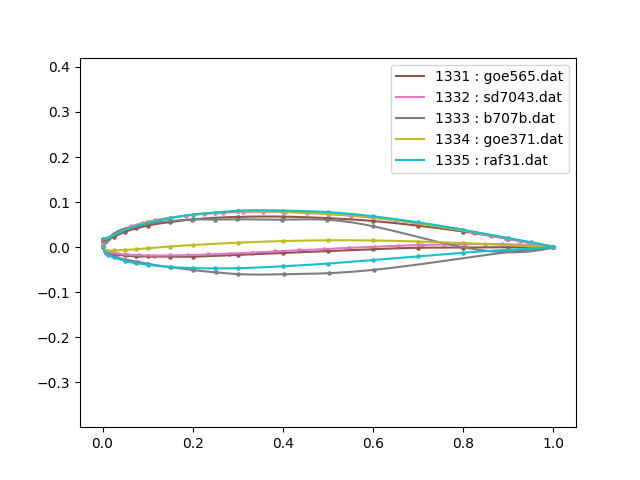 0.4
0.3
0.2
0.1
0.0
−0.1
−0.2
−0.3
0.0 0.2 0.4 0.6 0.8 1.0
1331 : goe565.dat
1332 : sd7043.dat
1333 : b707b.dat
1334 : goe371.dat
1335 : raf31.dat